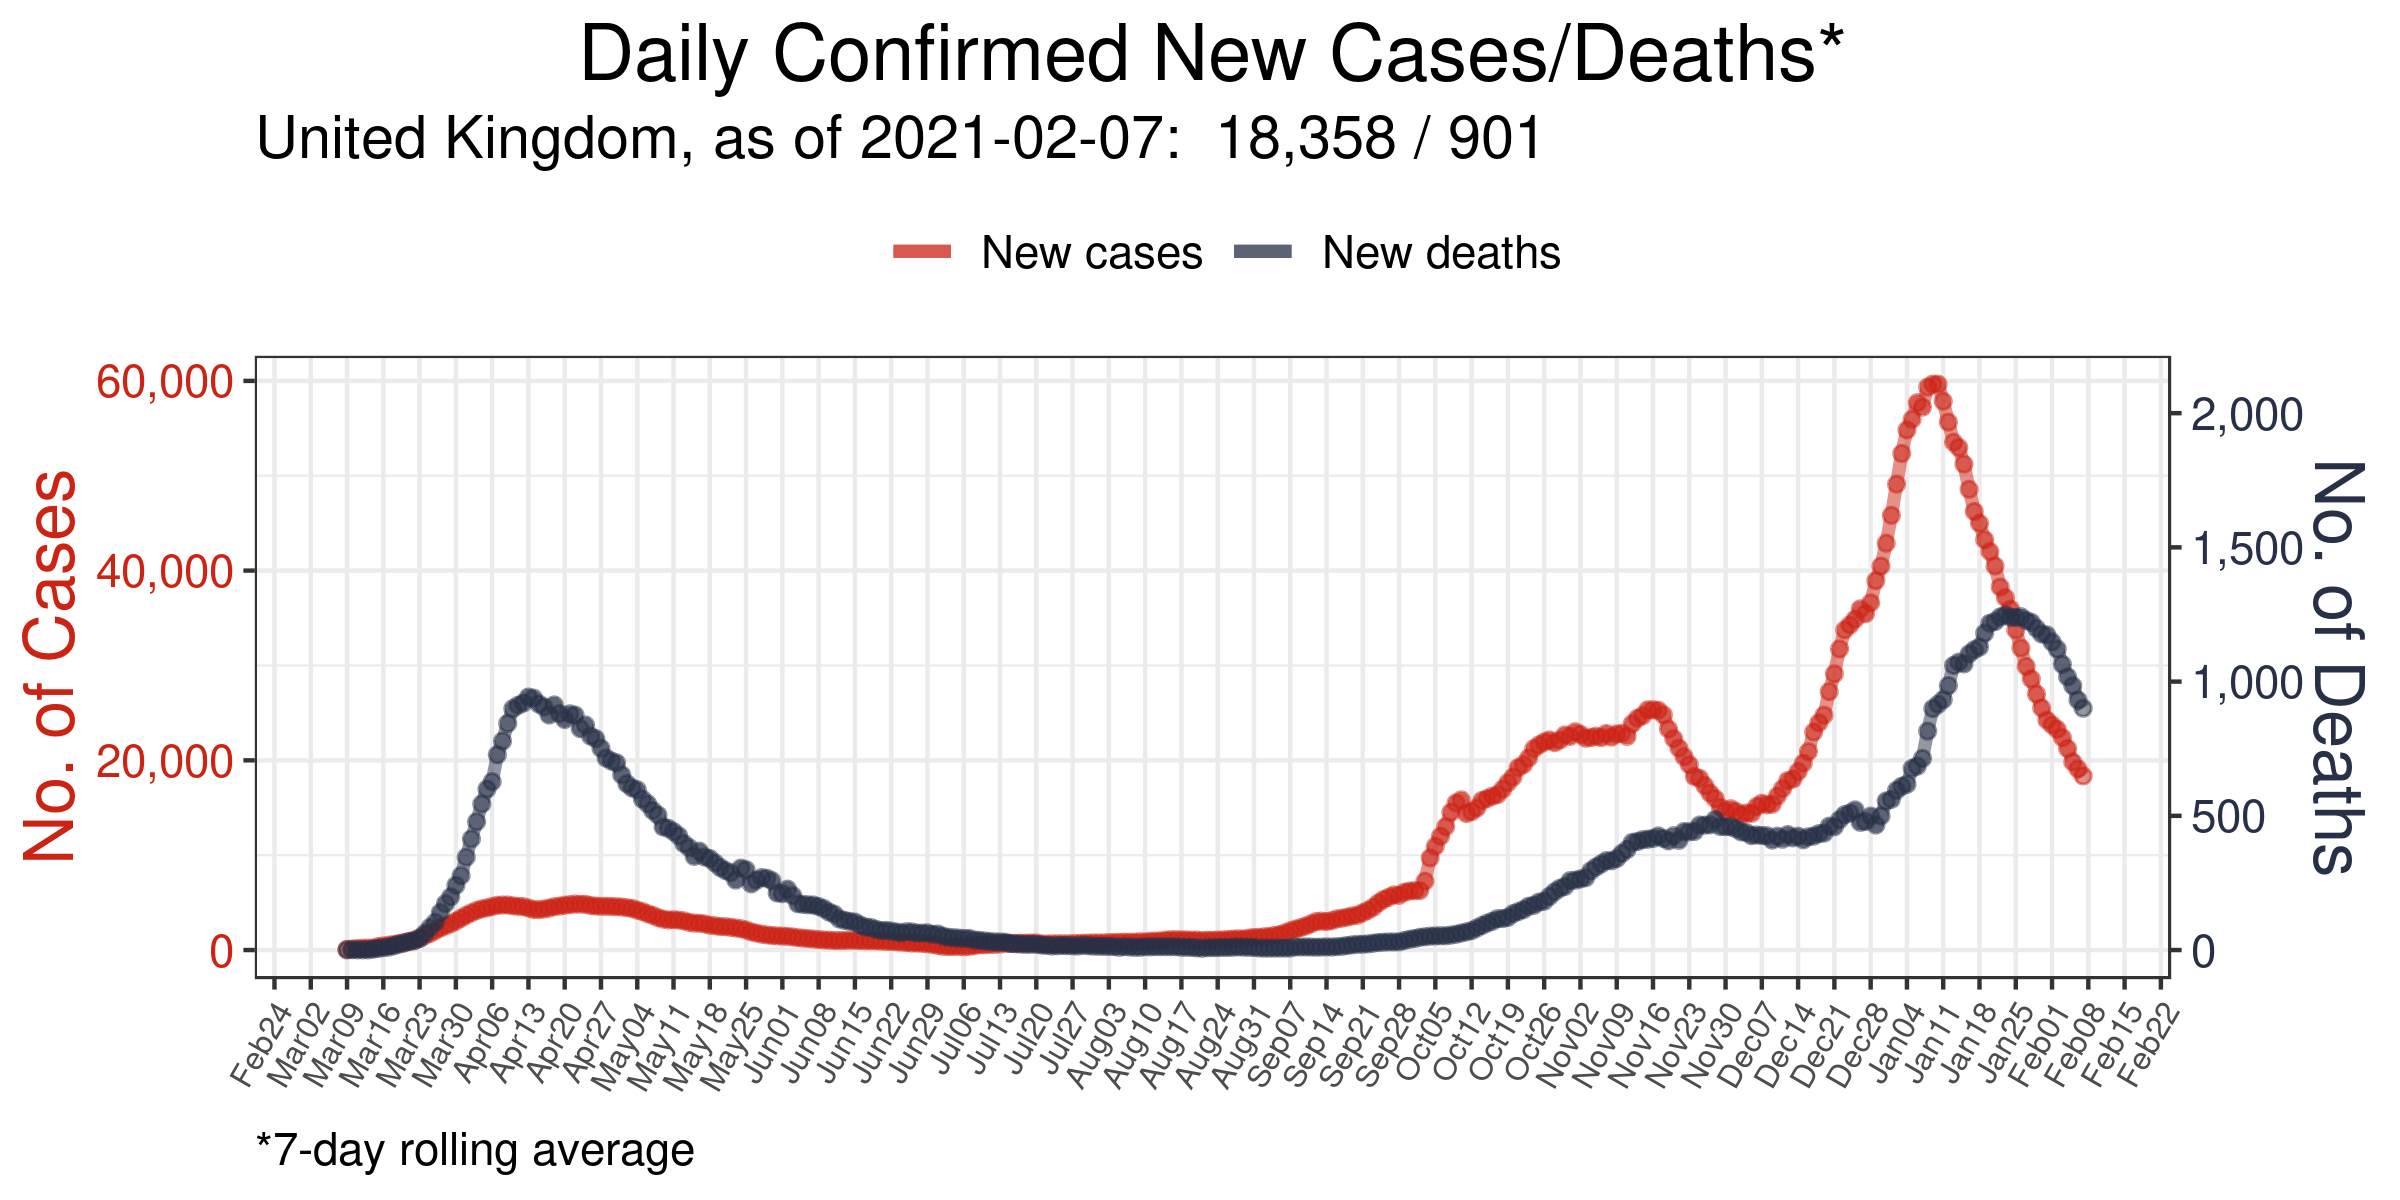 Daily Confirmed New Cases/Deaths*
United Kingdom, as of 2021-02-07:  18,358 / 901
New cases
New deaths
No. of Cases
60,000
40,000
20,000
0
2,000
1,500
1,000
500
0
No. of Deaths
Feb24
Mar02
Mar09
Mar16
Mar23
Mar30
Apr06
Apr13
Apr20
Apr27
May04
May11
May18
May25
Jun01
Jun08
Jun15
Jun22
Jun29
Jul06
Jul13
Jul20
Jul27
Aug03
Aug10
Aug17
Aug24
Aug31
Sep07
Sep14
Sep21
Sep28
Oct05
Oct12
Oct19
Oct26
Nov02
Nov09
Nov16
Nov23
Nov30
Dec07
Dec14
Dec21
Dec28
Jan04
Jan11
Jan18
Jan25
Feb01
Feb08
Feb15
Feb22
*7-day rolling average